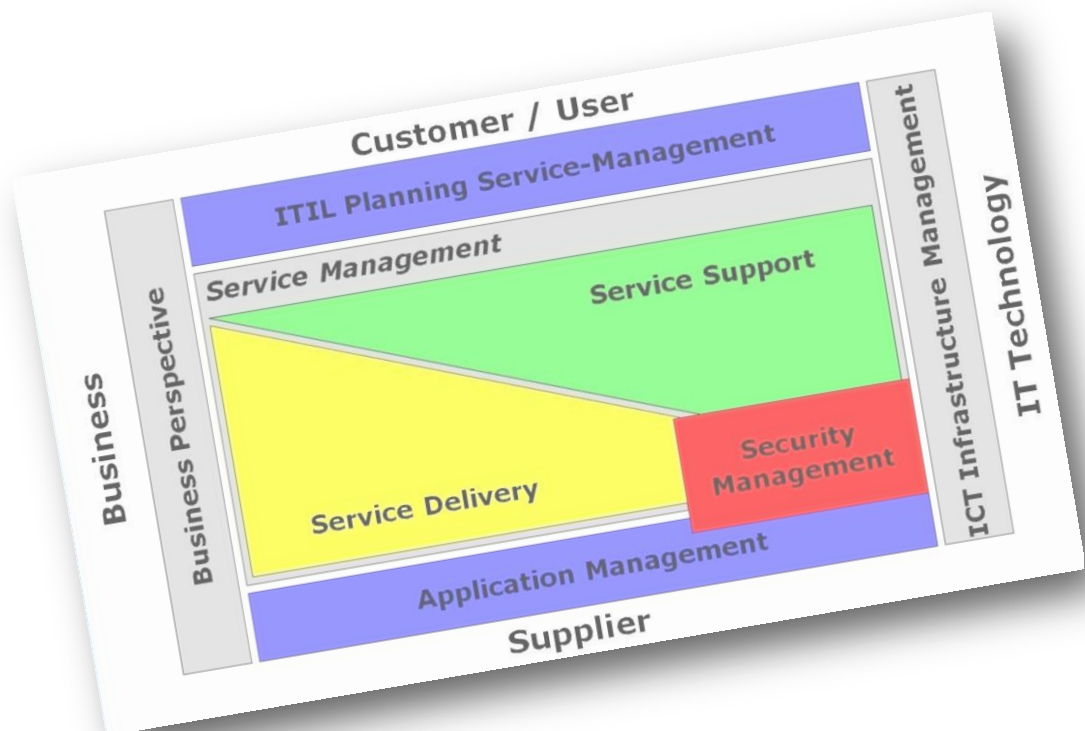 Customer / User
ITIL Planning Service-Management
Service Management
Service Support
Business
Business Perspective
ICT Infrastructure Management
IT Technology
Security
Management
Service Delivery
Application Management
Supplier